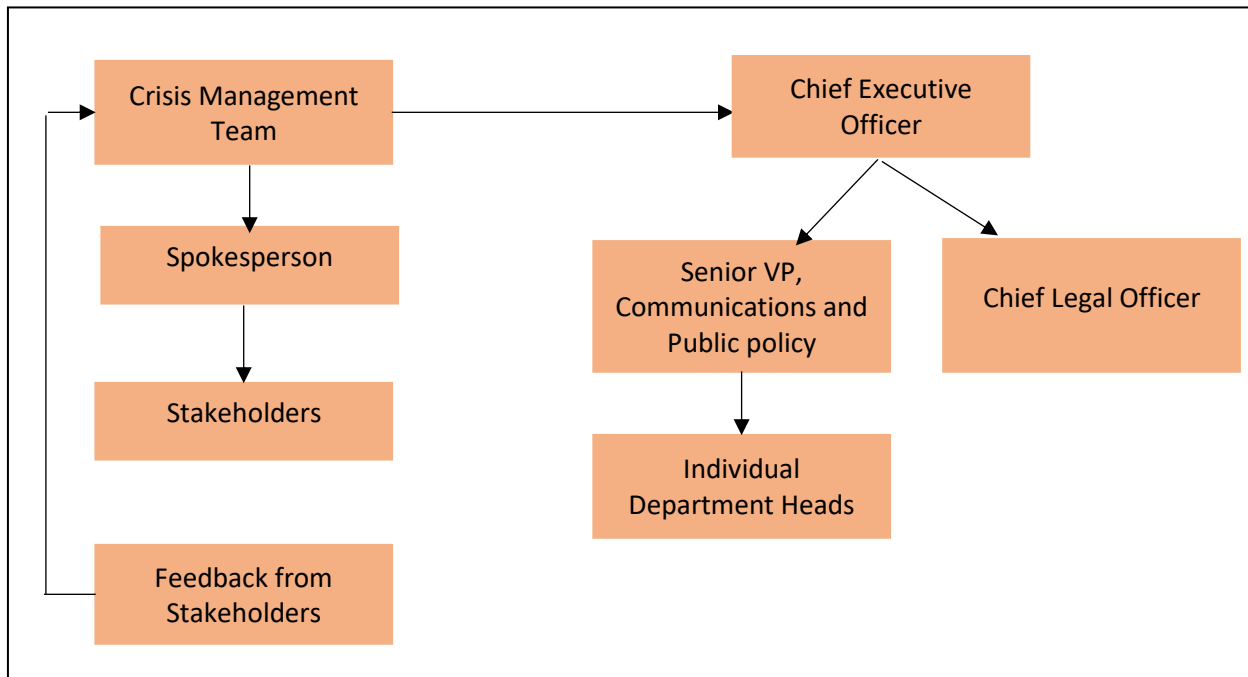 Crisis Management
Team
Chief Executive
Officer
Spokesperson
Senior VP,
Communications and
Public policy
Chief Legal Officer
Stakeholders
Individual
Department Heads
Feedback from
Stakeholders